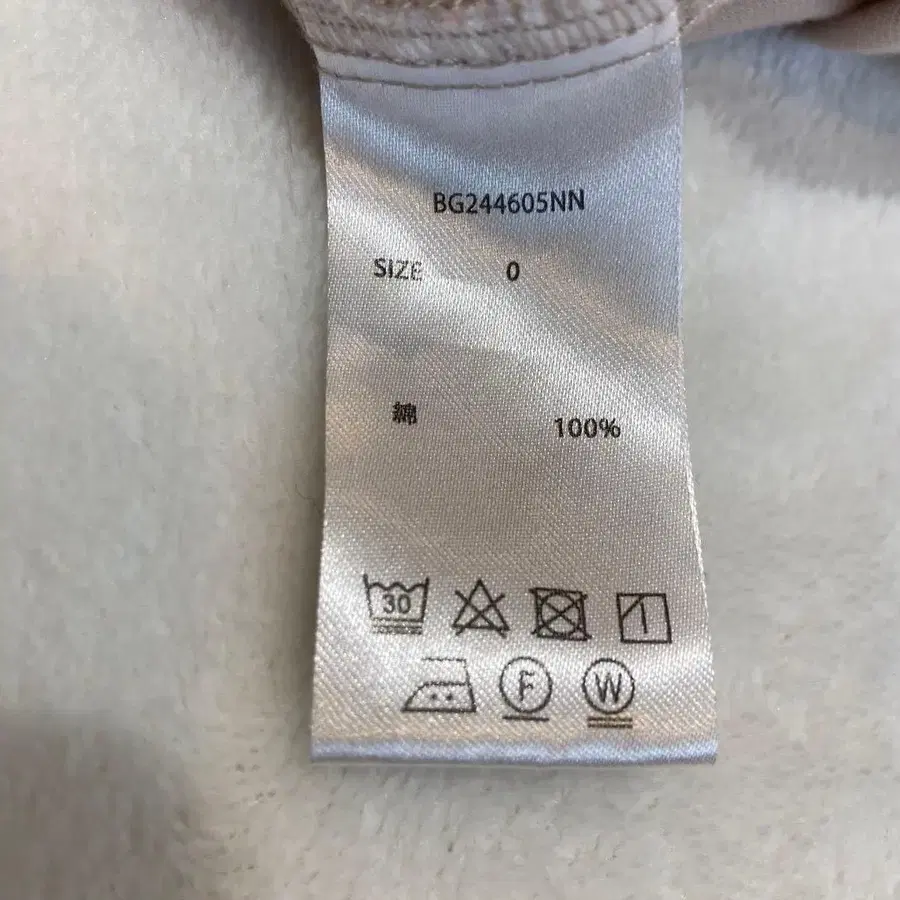 BG244605NN
SIZE 0
綿 100%
30
F W